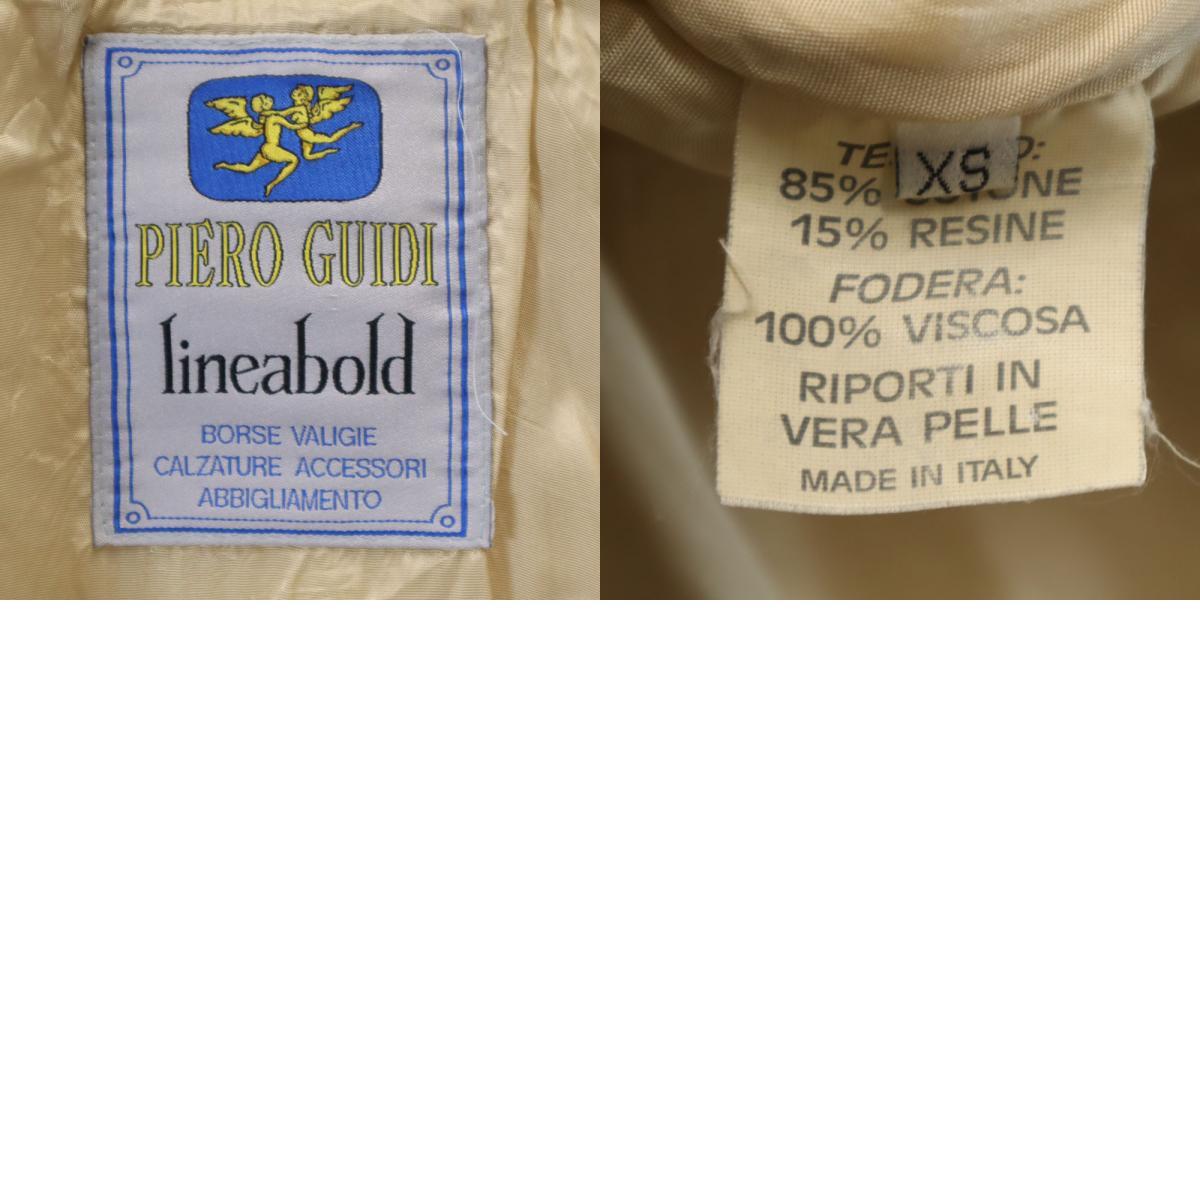 PIERO GUIDI
lineabold
BORSE VALIGIE
CALZATURE ACCESSORI
ABBIGLIAMENTO
XS
85%
15% RESINE
FODERA:
100% VISCOSA
RIPORTI IN
VERA PELLE
MADE IN ITALY